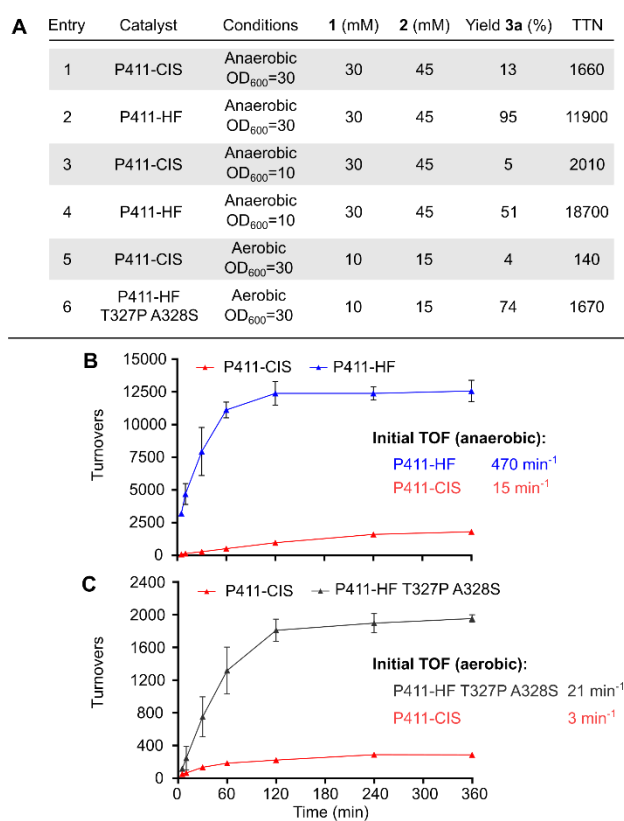 A
Entry Catalyst Conditions 1 (mM) 2 (mM) Yield 3a (%) TTN
1 P411-CIS Anaerobic OD600=30 30 45 13 1660
2 P411-HF Anaerobic OD600=30 30 45 95 11900
3 P411-CIS Anaerobic OD600=10 30 45 5 2010
4 P411-HF Anaerobic OD600=10 30 45 51 18700
5 P411-CIS Aerobic OD600=30 10 15 4 140
6 P411-HF T327P A328S Aerobic OD600=30 10 15 74 1670
B
P411-CIS P411-HF
Turnovers
15000
12500
10000
7500
5000
2500
0
Initial TOF (anaerobic):
P411-HF 470 min-1
P411-CIS 15 min-1
C
P411-CIS P411-HF T327P A328S
Turnovers
2400
2000
1600
1200
800
400
0
Initial TOF (aerobic):
P411-HF T327P A328S 21 min-1
P411-CIS 3 min-1
0 60 120 180 240 300 360
Time (min)